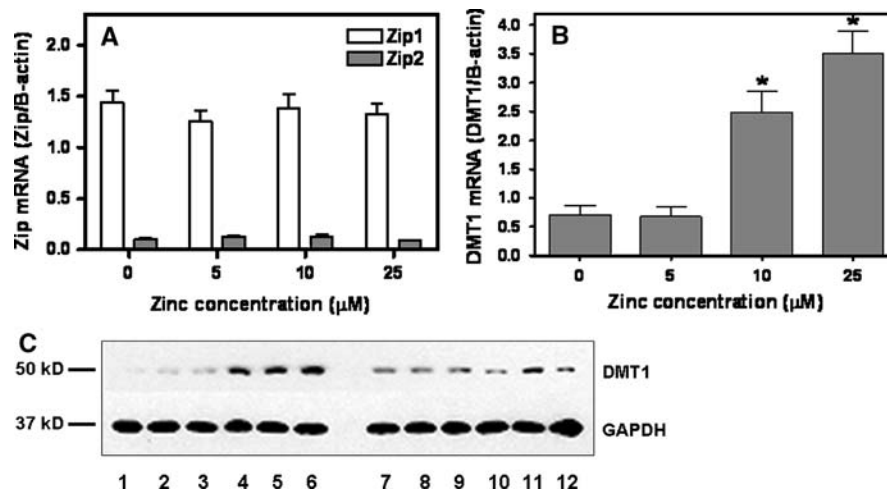 A
Zip1
Zip2
Zip mRNA (Zip/B-actin)
2.0
1.5
1.0
0.5
0.0
0 5 10 25
Zinc concentration (μM)
B
DMT1 mRNA (DMT1/B-actin)
4.0
3.5
3.0
2.5
2.0
1.5
1.0
0.5
0.0
* *
0 5 10 25
Zinc concentration (μM)
C
50 kD DMT1
37 kD GAPDH
1 2 3 4 5 6 7 8 9 10 11 12